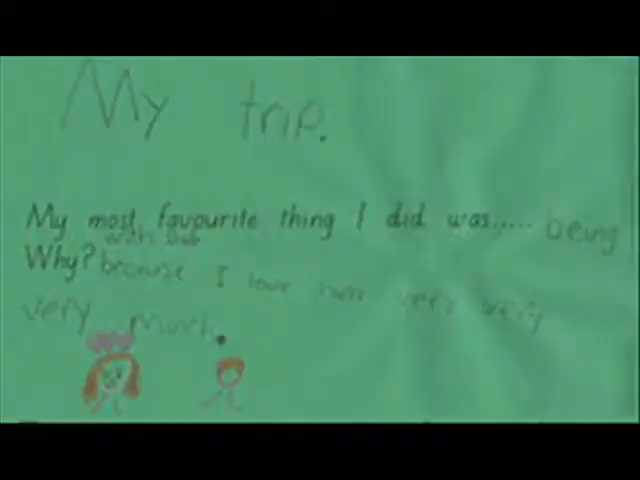 My trip.
My most favourite thing I did was..... being
with Dad
Why? because I love him very very
very much.